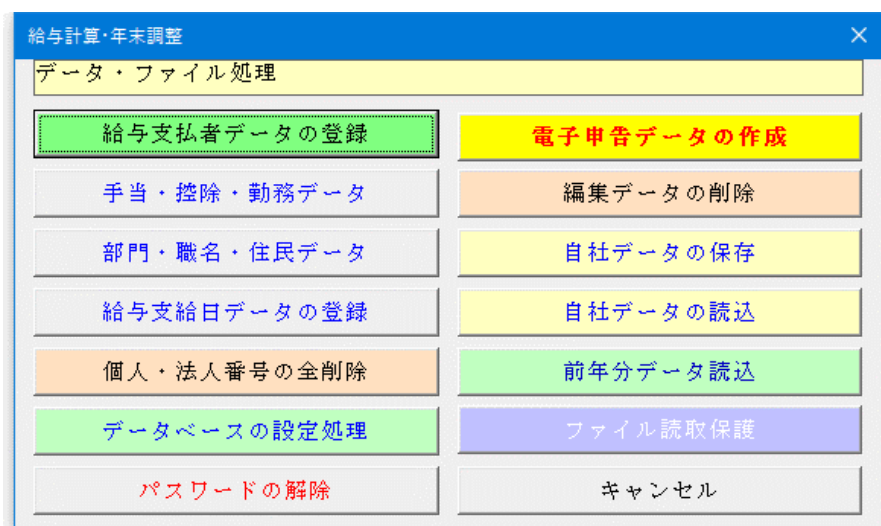 給与計算・年末調整
データ・ファイル処理
給与支払者データの登録
電子申告データの作成
手当・控除・勤務データ
編集データの削除
部門・職名・住民データ
自社データの保存
給与支給日データの登録
自社データの読込
個人・法人番号の全削除
前年分データ読込
データベースの設定処理
ファイル読取保護
パスワードの解除
キャンセル